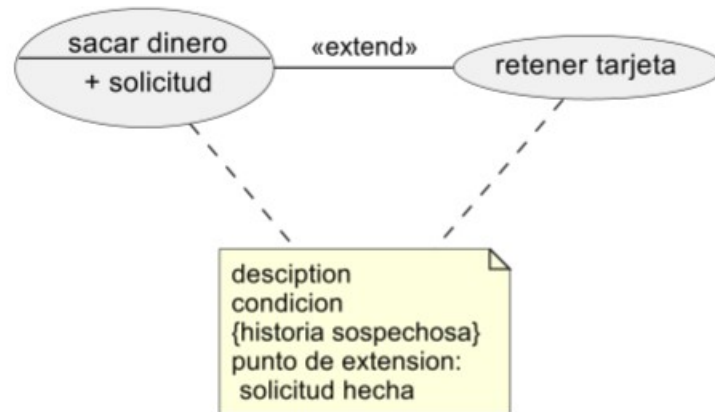 sacar dinero
+ solicitud
«extend»
retener tarjeta
desciption
condicion
{historia sospechosa}
punto de extension:
solicitud hecha